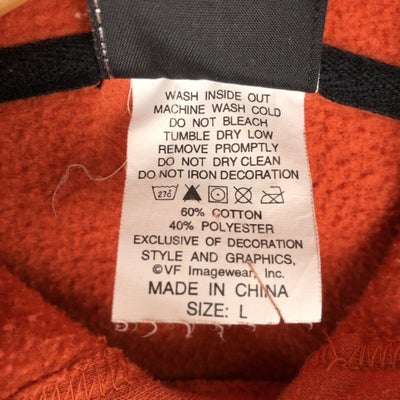 WASH INSIDE OUT
MACHINE WASH COLD
DO NOT BLEACH
TUMBLE DRY LOW
REMOVE PROMPTLY
DO NOT DRY CLEAN
DO NOT IRON DECORATION
27c
60% COTTON
40% POLYESTER
EXCLUSIVE OF DECORATION
STYLE AND GRAPHICS,
©VF Imagewear, Inc.
MADE IN CHINA
SIZE: L